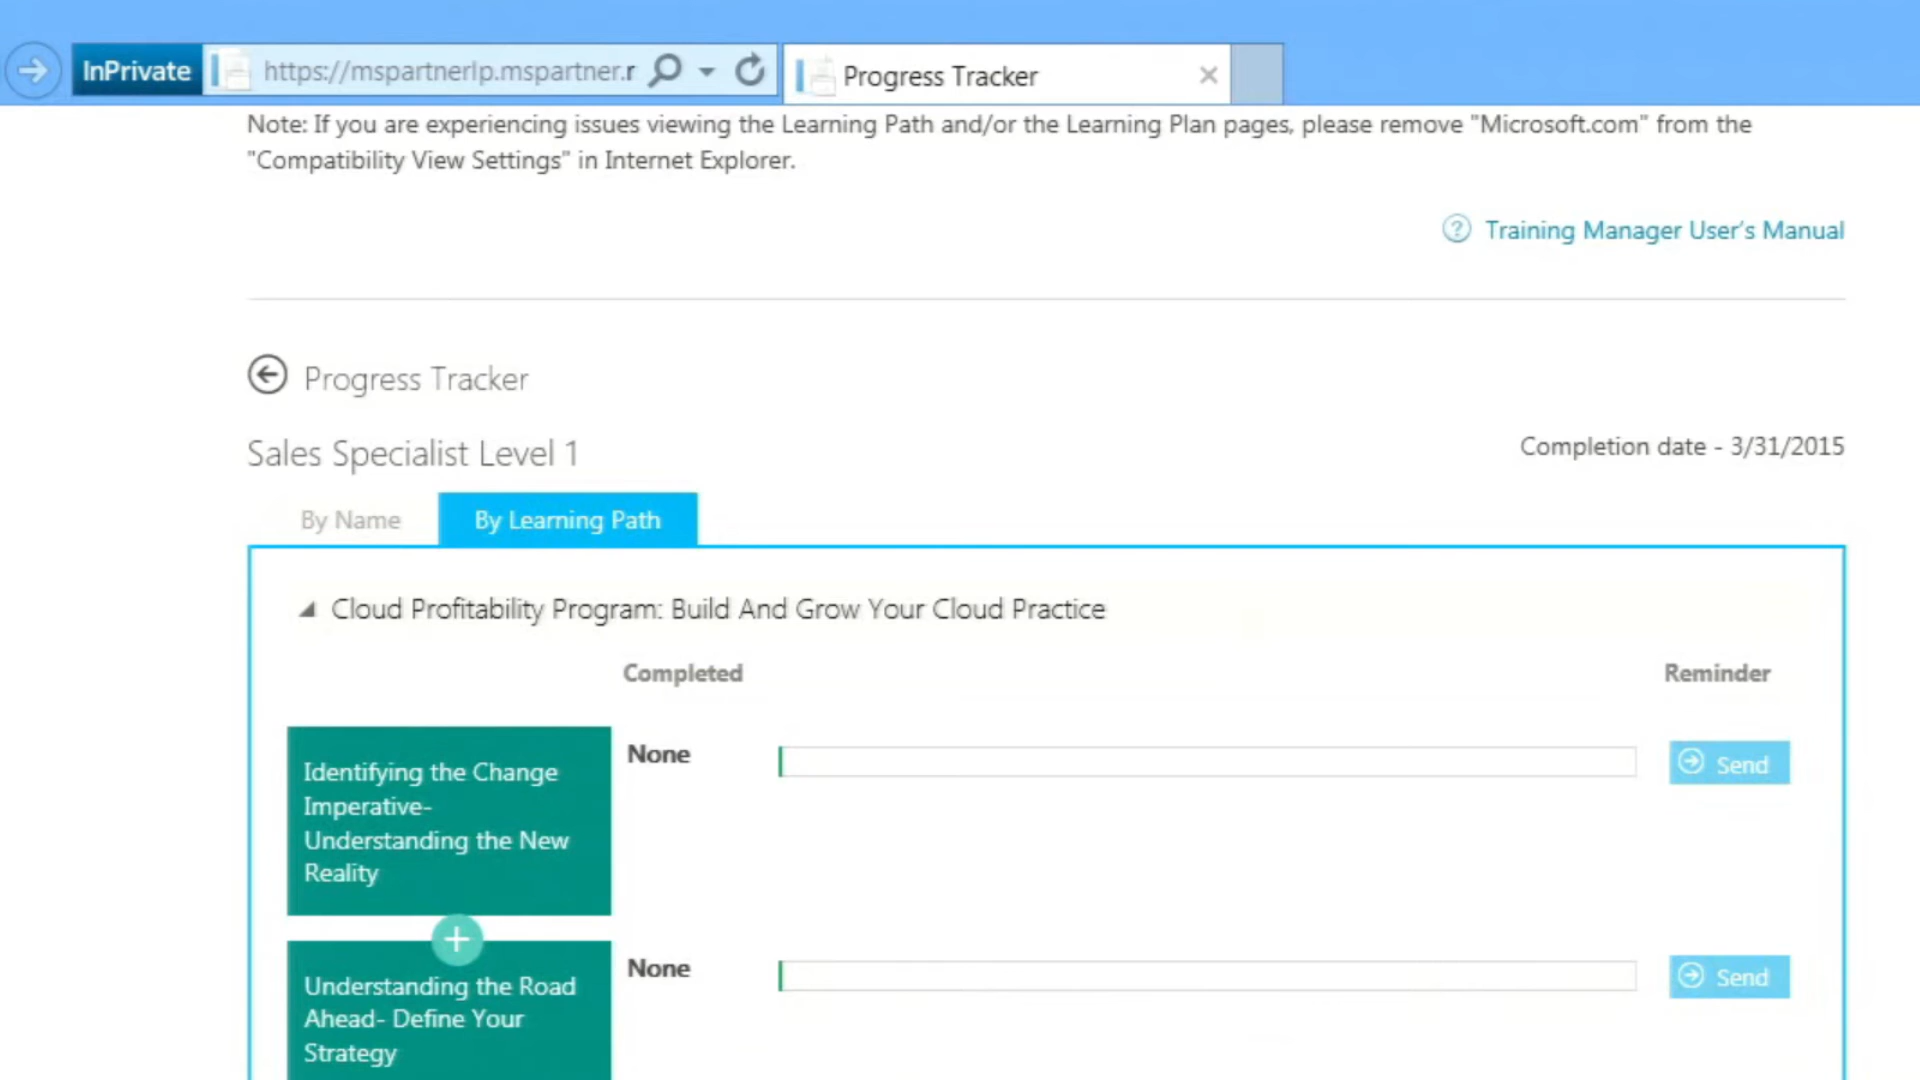 InPrivate https://mspartnerlp.mspartner.r Progress Tracker
Note: If you are experiencing issues viewing the Learning Path and/or the Learning Plan pages, please remove "Microsoft.com" from the
"Compatibility View Settings" in Internet Explorer.
Training Manager User's Manual
Progress Tracker
Sales Specialist Level 1
Completion date - 3/31/2015
By Name By Learning Path
Cloud Profitability Program: Build And Grow Your Cloud Practice
Completed Reminder
Identifying the Change
Imperative-
Understanding the New
Reality
None
Send
Understanding the Road
Ahead- Define Your
Strategy
None
Send